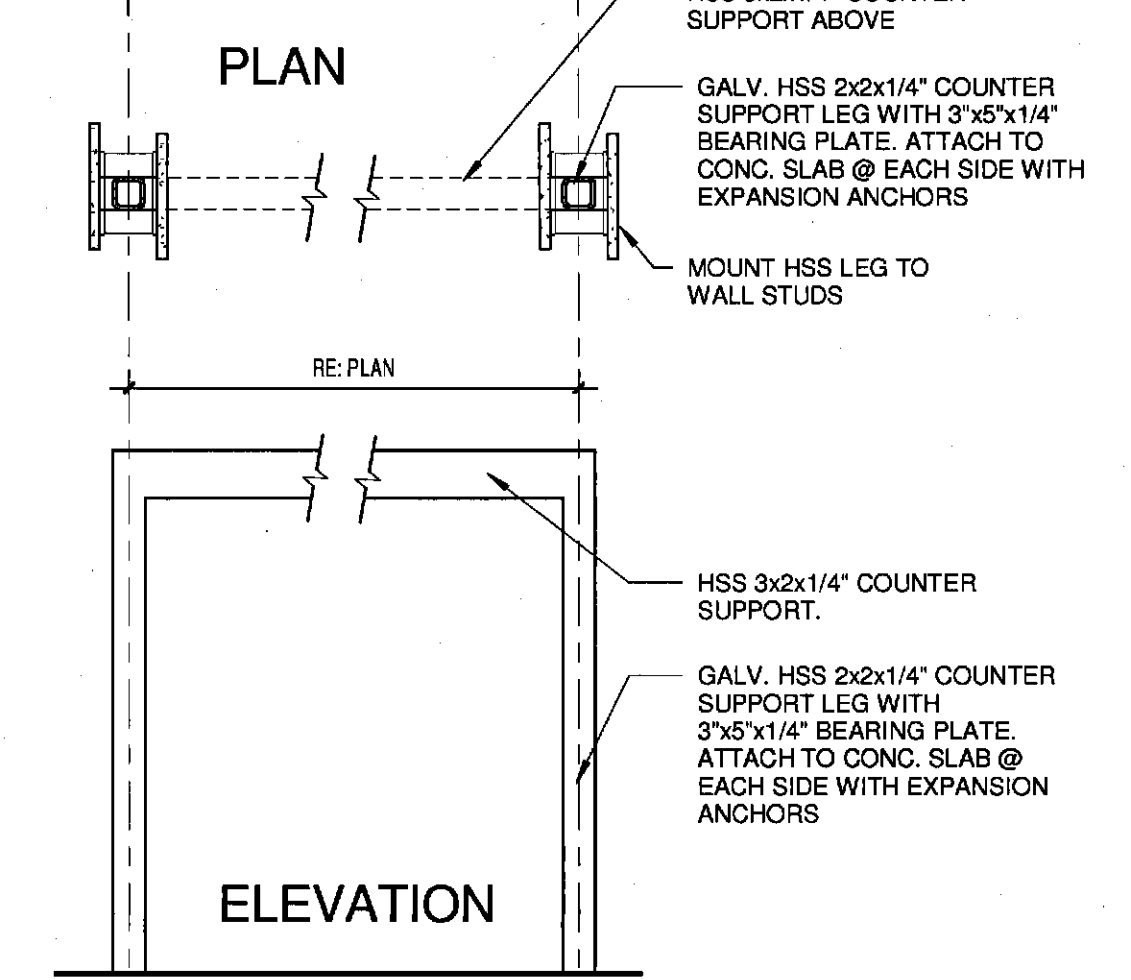 SUPPORT ABOVE
PLAN
GALV. HSS 2x2x1/4" COUNTER
SUPPORT LEG WITH 3"x5"x1/4"
BEARING PLATE. ATTACH TO
CONC. SLAB @ EACH SIDE WITH
EXPANSION ANCHORS
MOUNT HSS LEG TO
WALL STUDS
RE: PLAN
HSS 3x2x1/4" COUNTER
SUPPORT.
GALV. HSS 2x2x1/4" COUNTER
SUPPORT LEG WITH
3"x5"x1/4" BEARING PLATE.
ATTACH TO CONC. SLAB @
EACH SIDE WITH EXPANSION
ANCHORS
ELEVATION